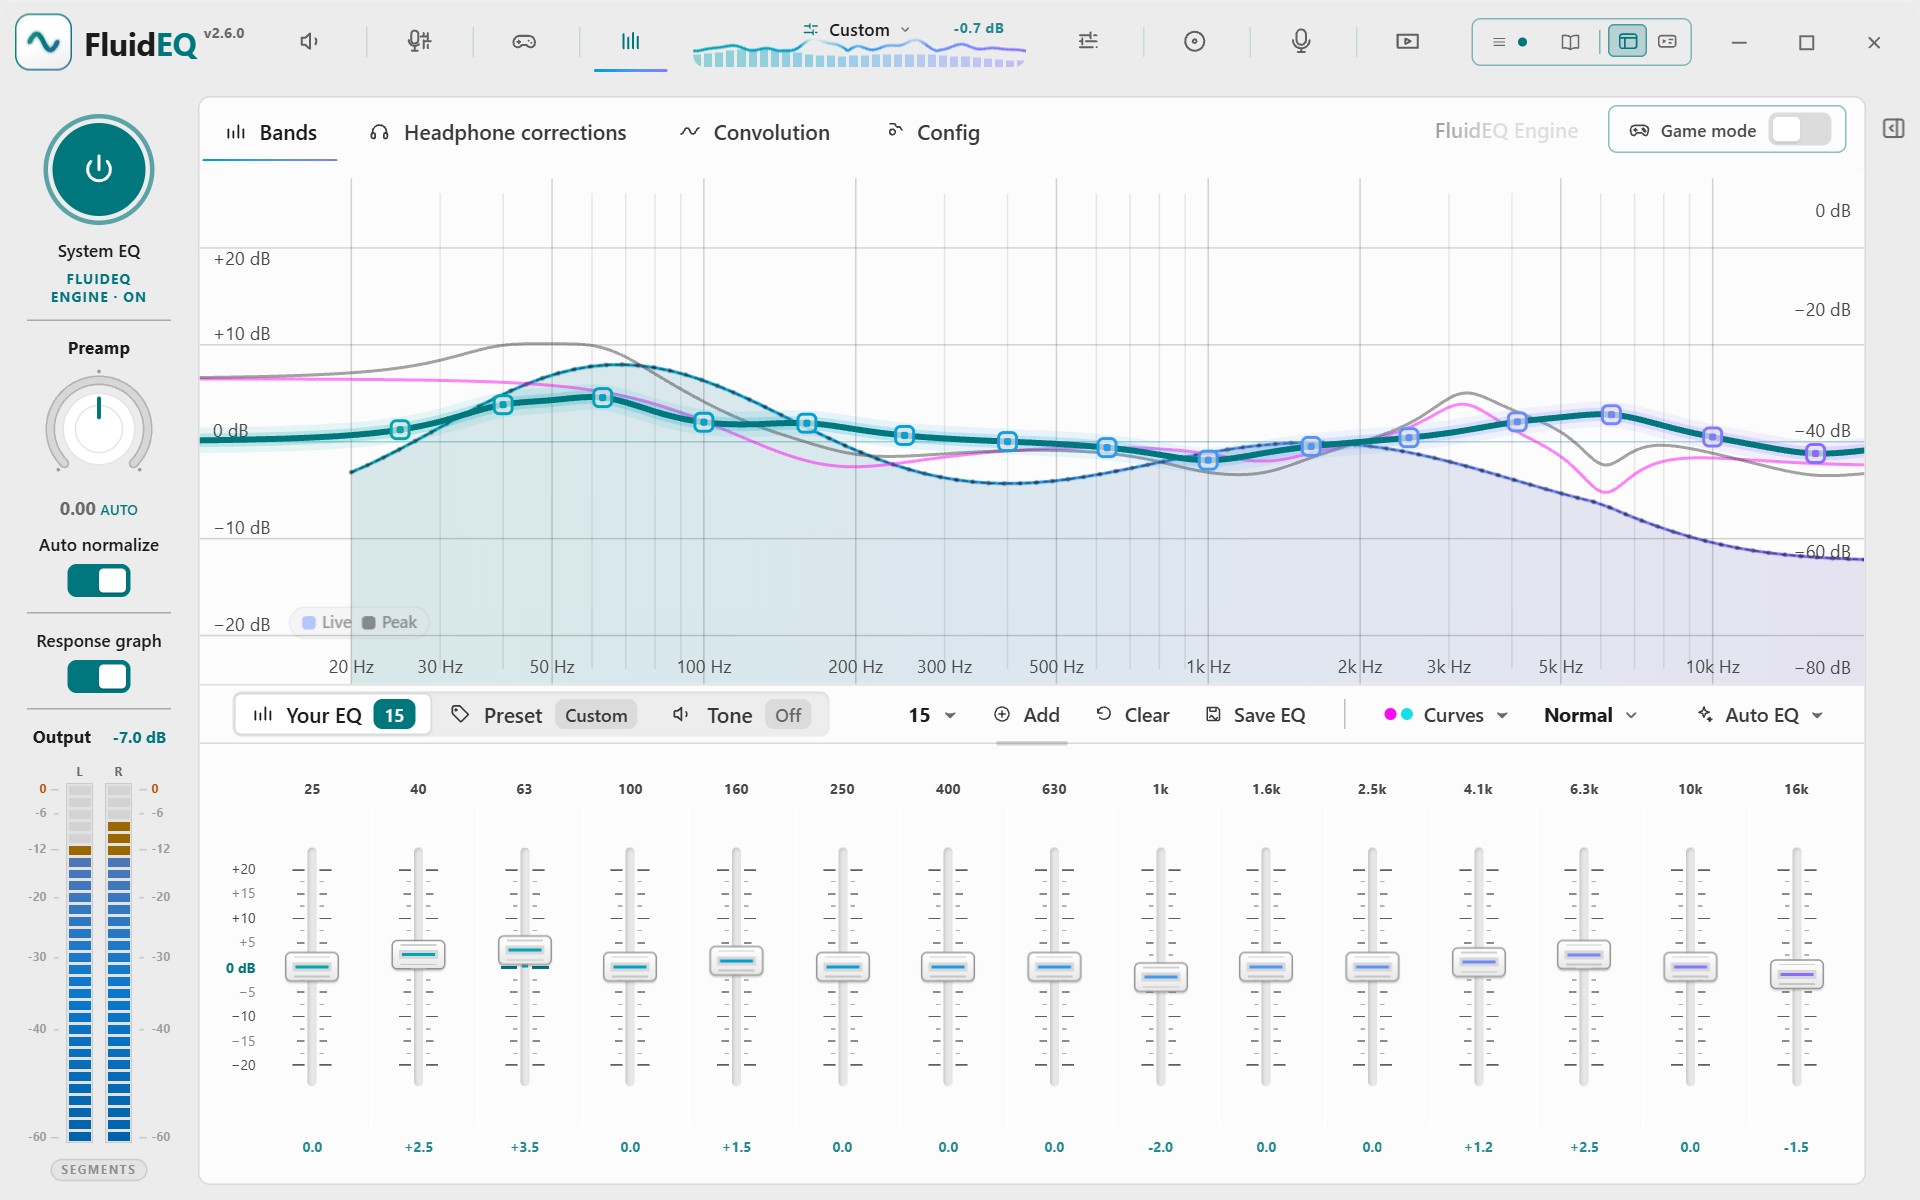 FluidEQ v2.6.0
Custom
-0.7 dB
Bands
Headphone corrections
Convolution
Config
FluidEQ Engine
Game mode
System EQ
FLUIDEQ
ENGINE · ON
Preamp
0.00 AUTO
Auto normalize
Response graph
Output -7.0 dB
L R
0 0
-6 -6
-12 -12
-20 -20
-30 -30
-40 -40
-60 -60
SEGMENTS
+20 dB
+10 dB
0 dB
−10 dB
−20 dB
0 dB
−20 dB
−40 dB
−60 dB
−80 dB
Live Peak
20 Hz 30 Hz 50 Hz 100 Hz 200 Hz 300 Hz 500 Hz 1k Hz 2k Hz 3k Hz 5k Hz 10k Hz
Your EQ 15
Preset Custom
Tone Off
15
Add
Clear
Save EQ
Curves
Normal
Auto EQ
25 40 63 100 160 250 400 630 1k 1.6k 2.5k 4.1k 6.3k 10k 16k
+20
+15
+10
+5
0 dB
−5
−10
−15
−20
0.0 +2.5 +3.5 0.0 +1.5 0.0 0.0 0.0 -2.0 0.0 0.0 +1.2 +2.5 0.0 -1.5